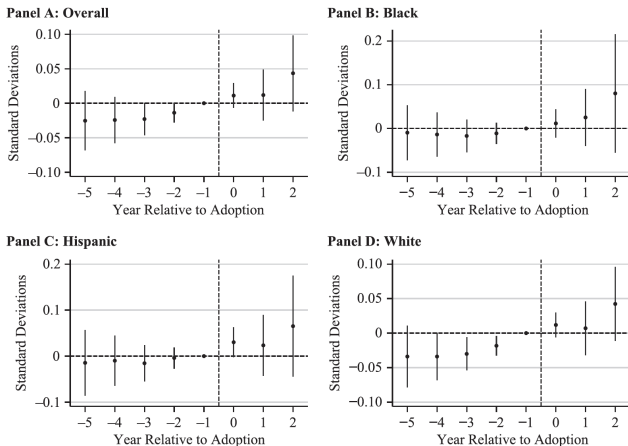 Panel A: Overall
0.10
0.05
0
–0.05
–0.10
Standard Deviations
–5 –4 –3 –2 –1 0 1 2
Year Relative to Adoption
Panel B: Black
0.2
0.1
0
–0.1
Standard Deviations
–5 –4 –3 –2 –1 0 1 2
Year Relative to Adoption
Panel C: Hispanic
0.2
0.1
0
–0.1
Standard Deviations
–5 –4 –3 –2 –1 0 1 2
Year Relative to Adoption
Panel D: White
0.10
0.05
0
–0.05
–0.10
Standard Deviations
–5 –4 –3 –2 –1 0 1 2
Year Relative to Adoption